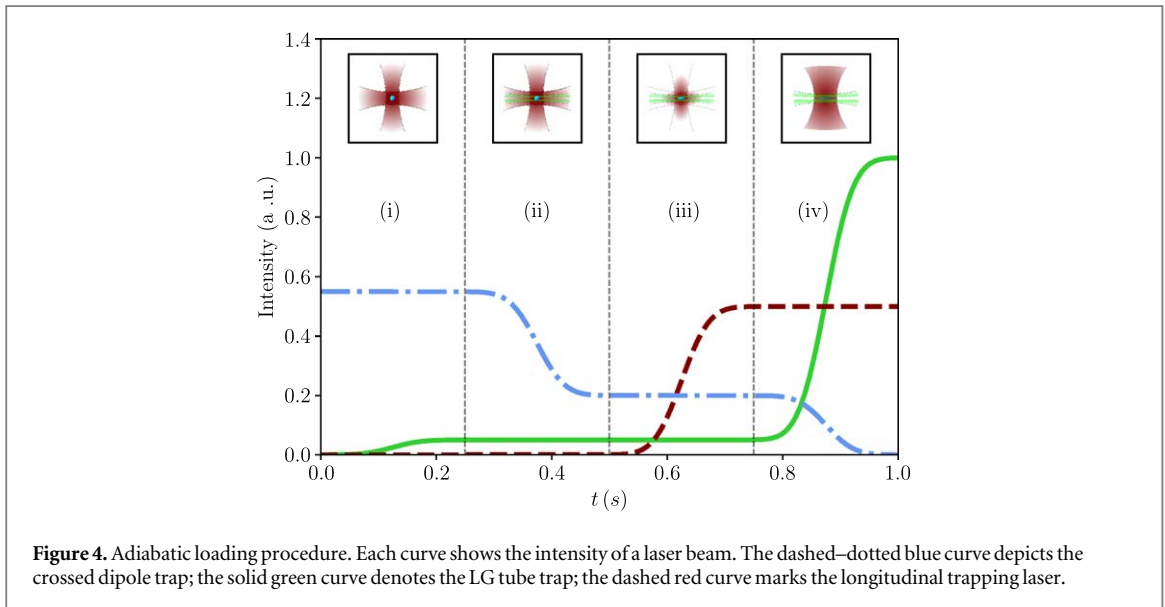 1.4
1.2
1.0
0.8
0.6
0.4
0.2
0.0
Intensity (a .u.)
(i)
(ii)
(iii)
(iv)
0.0
0.2
0.4
0.6
0.8
1.0
t (s)
Figure 4. Adiabatic loading procedure. Each curve shows the intensity of a laser beam. The dashed–dotted blue curve depicts the
crossed dipole trap; the solid green curve denotes the LG tube trap; the dashed red curve marks the longitudinal trapping laser.